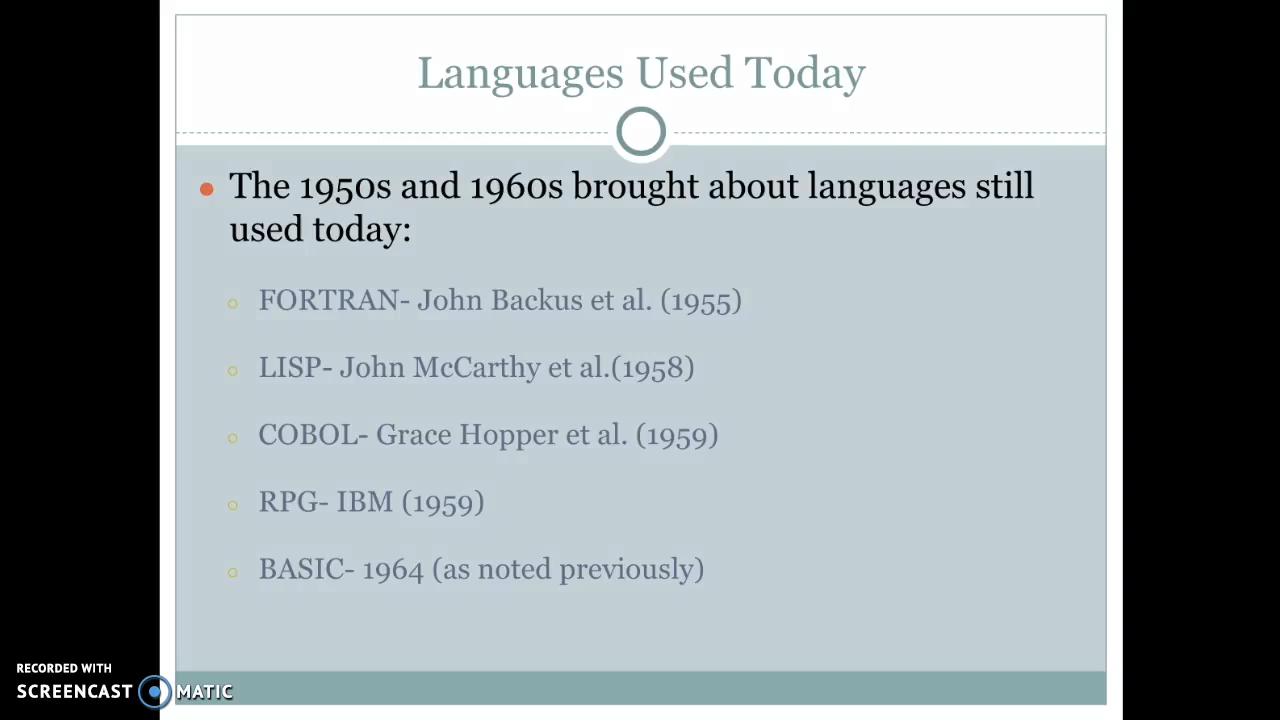 Languages Used Today
The 1950s and 1960s brought about languages still
used today:
FORTRAN- John Backus et al. (1955)
LISP- John McCarthy et al.(1958)
COBOL- Grace Hopper et al. (1959)
RPG- IBM (1959)
BASIC- 1964 (as noted previously)
RECORDED WITH
SCREENCAST MATIC